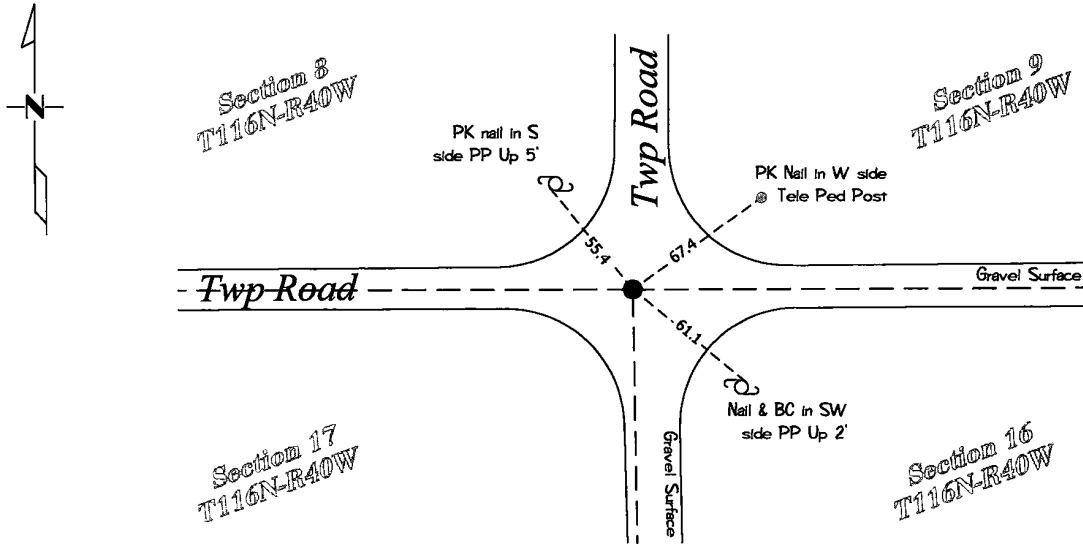 N
Section 8
T116N-R40W
Section 9
T116N-R40W
PK nail in S
side PP Up 5'
Twp Road
PK Nail in W side
Tele Ped Post
55.4
67.4
Twp Road
Gravel Surface
61.1
Nail & BC in SW
side PP Up 2'
Gravel Surface
Section 17
T116N-R40W
Section 16
T116N-R40W